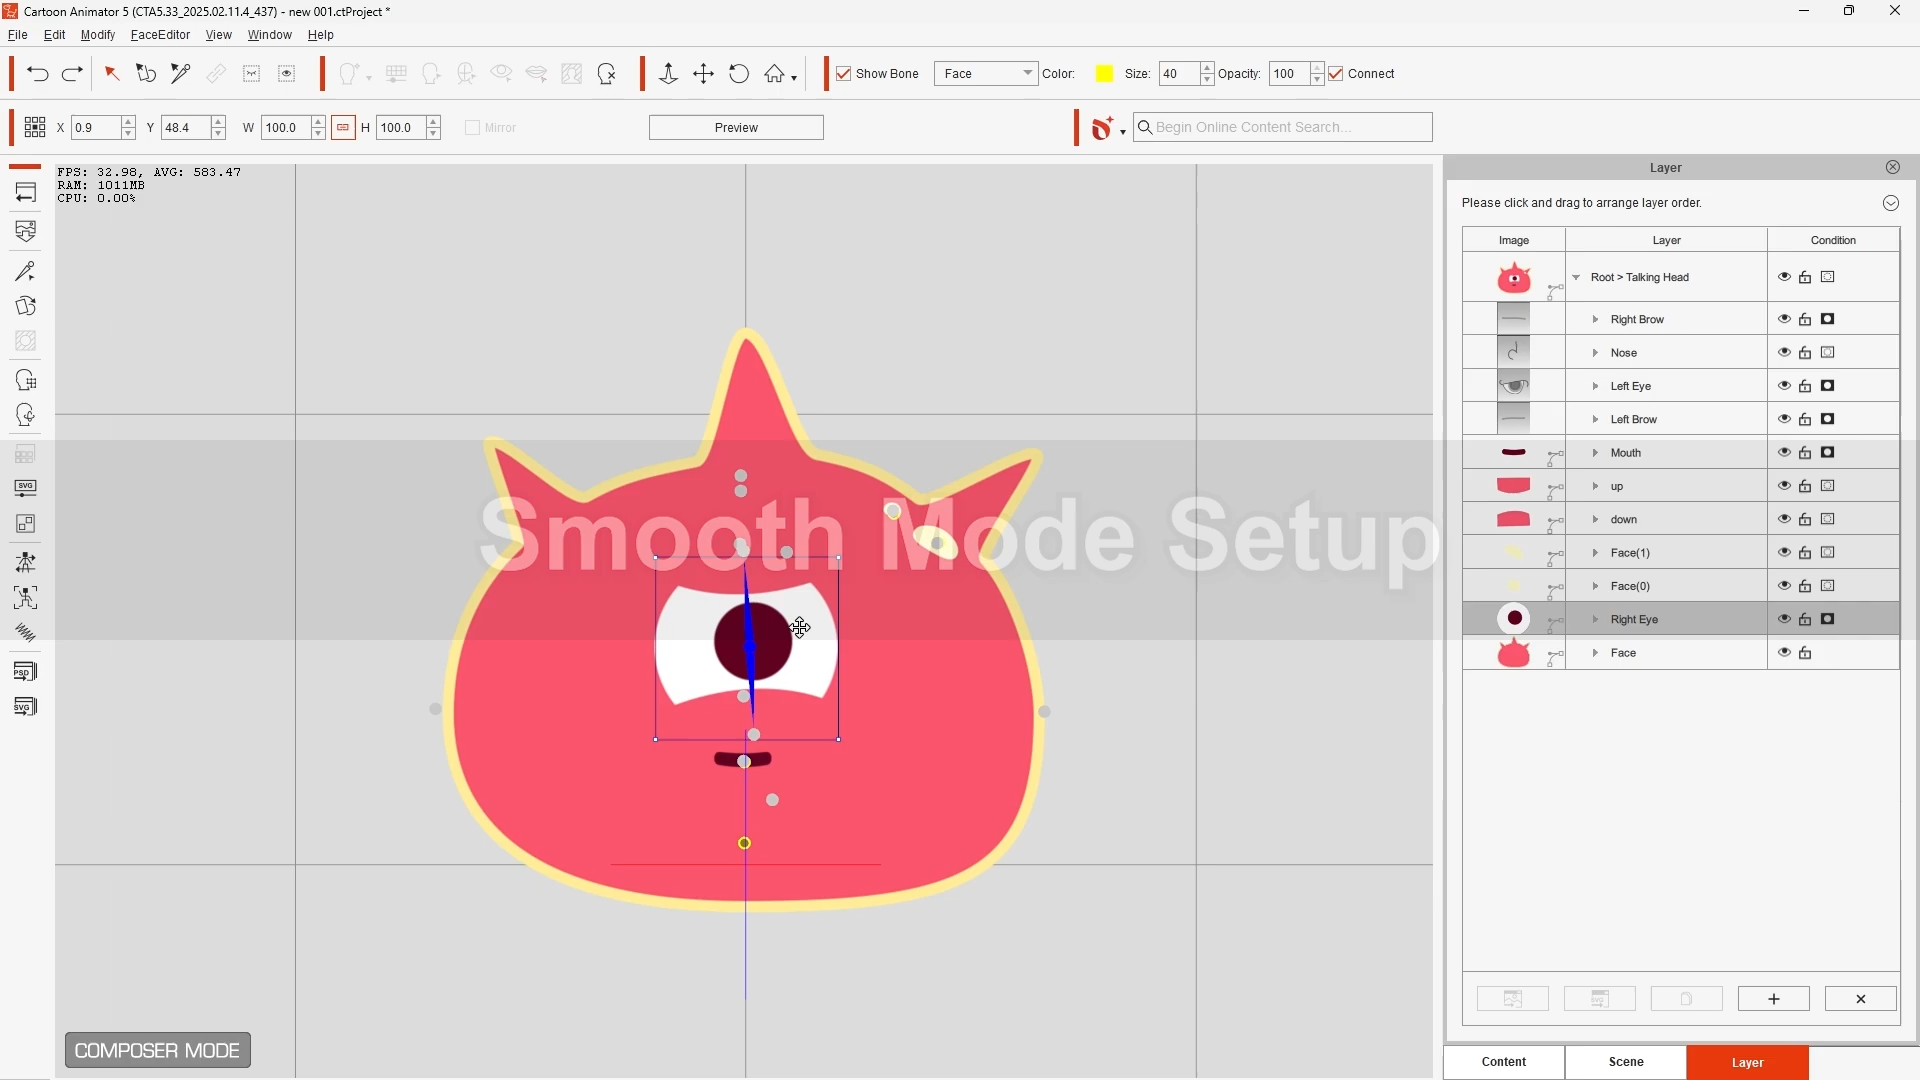 Cartoon Animator 5 (CTA5.33_2025.02.11.4_437) - new 001.ctProject *
File Edit Modify FaceEditor View Window Help
Show Bone Face Color: Size: 40 Opacity: 100 Connect
X 0.9 Y 48.4 W 100.0 H 100.0 Mirror Preview Begin Online Content Search...
FPS: 32.98, AVG: 583.47
RAM: 1011MB
CPU: 0.00%
Layer
Please click and drag to arrange layer order.
Image Layer Condition
Root > Talking Head
Right Brow
Nose
Left Eye
Left Brow
Mouth
up
down
Face(1)
Face(0)
Right Eye
Face
Smooth Mode Setup
SVG
PSD
SVG
SVG
COMPOSER MODE
Content Scene Layer